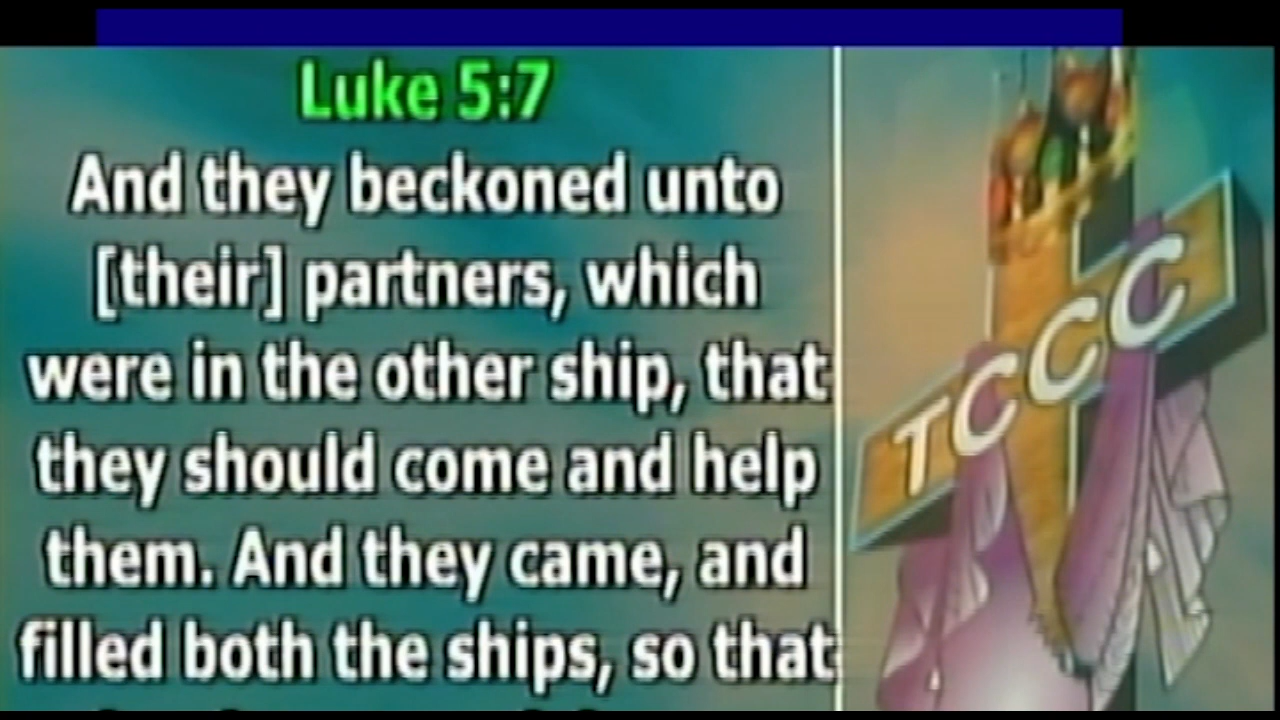 Luke 5:7
And they beckoned unto
[their] partners, which
were in the other ship, that
they should come and help
them. And they came, and
filled both the ships, so that
TCCC